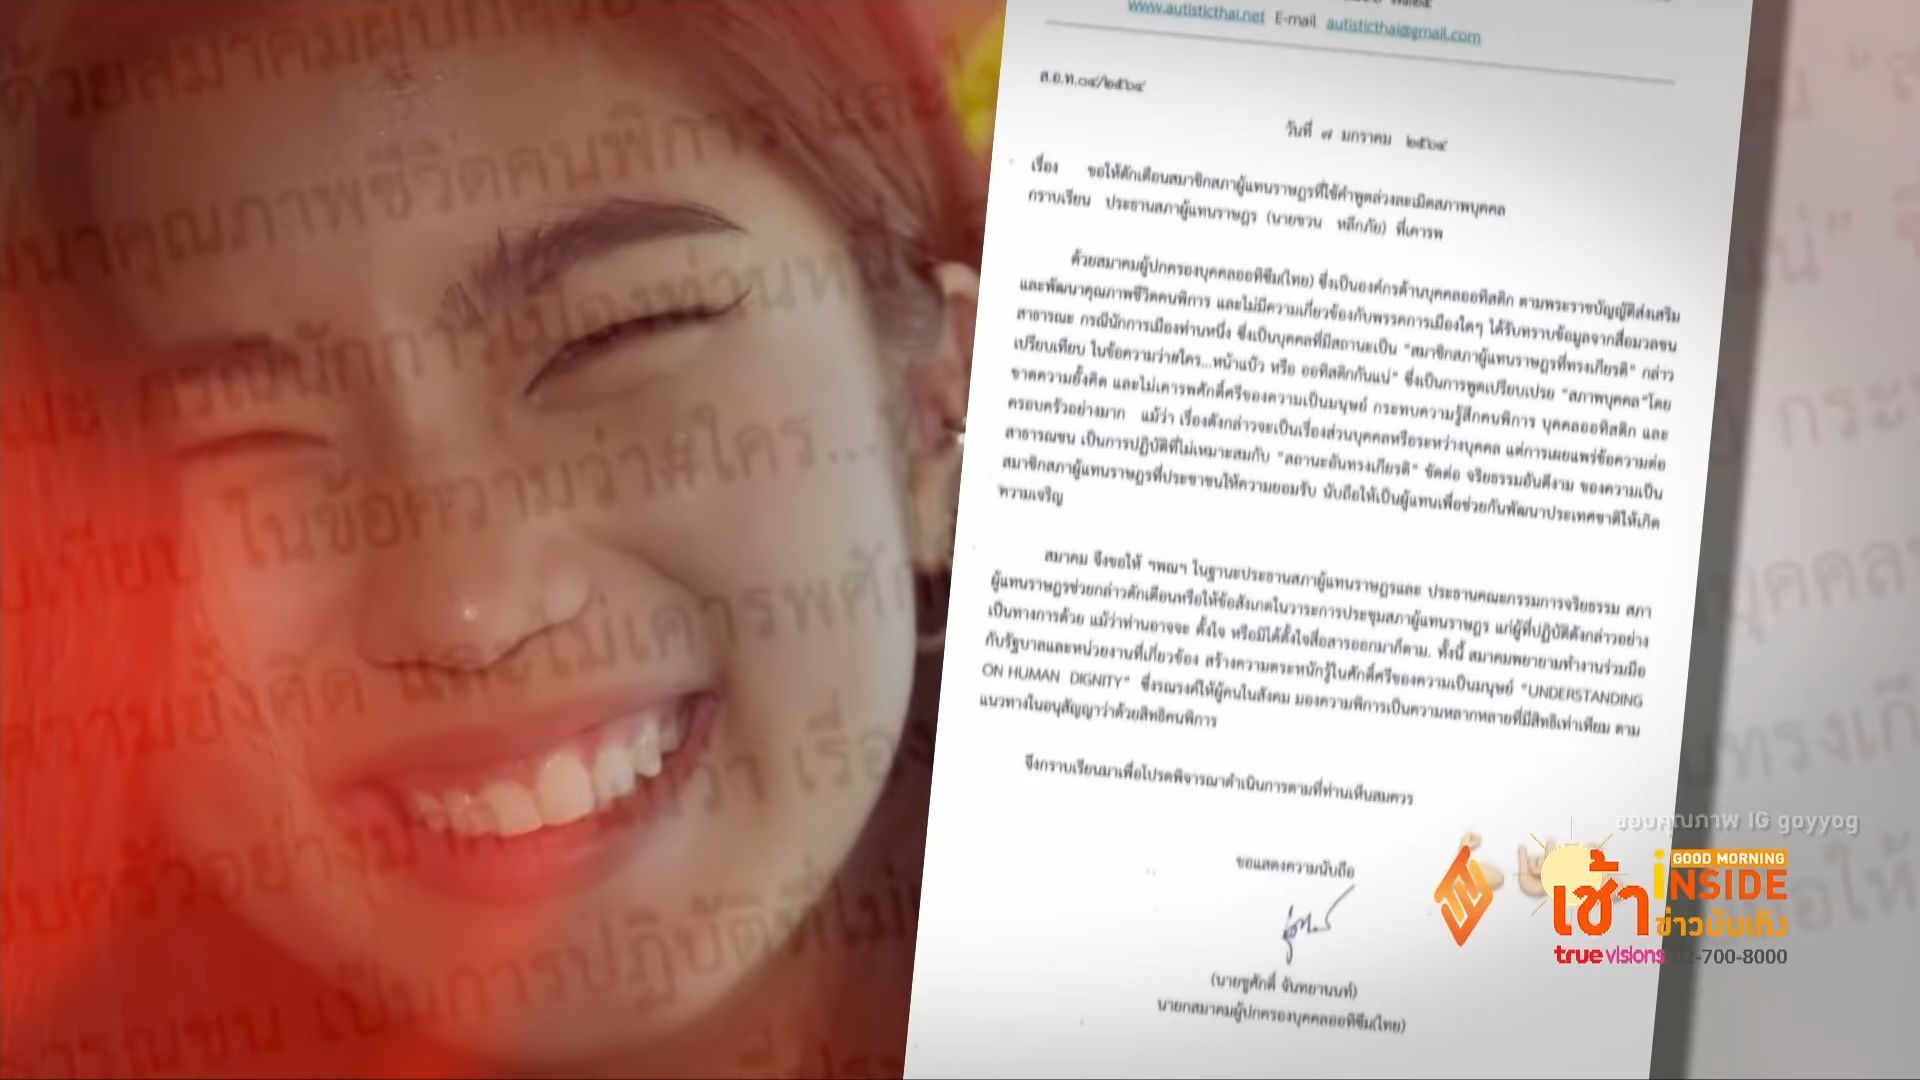 www.autisticthai.net E-mail autisticthai@gmail.com
ส.อ.ท.๐๔/๒๕๖๔
วันที่ ๗ มกราคม ๒๕๖๔
เรื่อง ขอให้ตักเตือนสมาชิกสภาผู้แทนราษฎรที่ใช้คำพูดล่วงละเมิดสภาพบุคคล
กราบเรียน ประธานสภาผู้แทนราษฎร (นายชวน หลีกภัย) ที่เคารพ
ด้วยสมาคมผู้ปกครองบุคคลออทิซึม(ไทย) ซึ่งเป็นองค์กรด้านบุคคลออทิสติก ตามพระราชบัญญัติส่งเสริม
และพัฒนาคุณภาพชีวิตคนพิการ และไม่มีความเกี่ยวข้องกับพรรคการเมืองใดๆ ได้รับทราบข้อมูลจากสื่อมวลชน
สาธารณะ กรณีนักการเมืองท่านหนึ่ง ซึ่งเป็นบุคคลที่มีสถานะเป็น "สมาชิกสภาผู้แทนราษฎรที่ทรงเกียรติ" กล่าว
เปรียบเทียบ ในข้อความว่าใคร...หน้าแบ๊ว หรือ ออทิสติกกันแน่" ซึ่งเป็นการพูดเปรียบเปรย "สภาพบุคคล"โดย
ขาดความยั้งคิด และไม่เคารพศักดิ์ศรีของความเป็นมนุษย์ กระทบความรู้สึกคนพิการ บุคคลออทิสติก และ
ครอบครัวอย่างมาก แม้ว่า เรื่องดังกล่าวจะเป็นเรื่องส่วนบุคคลหรือระหว่างบุคคล แต่การเผยแพร่ข้อความต่อ
สาธารณชน เป็นการปฏิบัติที่ไม่เหมาะสมกับ "สถานะอันทรงเกียรติ" ขัดต่อ จริยธรรมอันดีงาม ของความเป็น
สมาชิกสภาผู้แทนราษฎรที่ประชาชนให้ความยอมรับ นับถือให้เป็นผู้แทนเพื่อช่วยกันพัฒนาประเทศชาติให้เกิด
ความเจริญ
สมาคม จึงขอให้ ฯพณฯ ในฐานะประธานสภาผู้แทนราษฎรและ ประธานคณะกรรมการจริยธรรม สภา
ผู้แทนราษฎรช่วยกล่าวตักเตือนหรือให้ข้อสังเกตในวาระการประชุมสภาผู้แทนราษฎร แก่ผู้ที่ปฏิบัติดังกล่าวอย่าง
เป็นทางการด้วย แม้ว่าท่านอาจจะ ตั้งใจ หรือมิได้ตั้งใจสื่อสารออกมาก็ตาม. ทั้งนี้ สมาคมพยายามทำงานร่วมมือ
กับรัฐบาลและหน่วยงานที่เกี่ยวข้อง สร้างความตระหนักรู้ในศักดิ์ศรีของความเป็นมนุษย์ "UNDERSTANDING
ON HUMAN DIGNITY" ซึ่งรณรงค์ให้ผู้คนในสังคม มองความพิการเป็นความหลากหลายที่มีสิทธิเท่าเทียม ตาม
แนวทางในอนุสัญญาว่าด้วยสิทธิคนพิการ
จึงกราบเรียนมาเพื่อโปรดพิจารณาดำเนินการตามที่ท่านเห็นสมควร
ขอแสดงความนับถือ
(นายชูศักดิ์ จันทยานนท์)
นายกสมาคมผู้ปกครองบุคคลออทิซึม(ไทย)
ขอบคุณภาพ IG goyyog
GOOD MORNING
เช้า iNSIDE
ข่าวบันเทิง
truevisions 02-700-8000